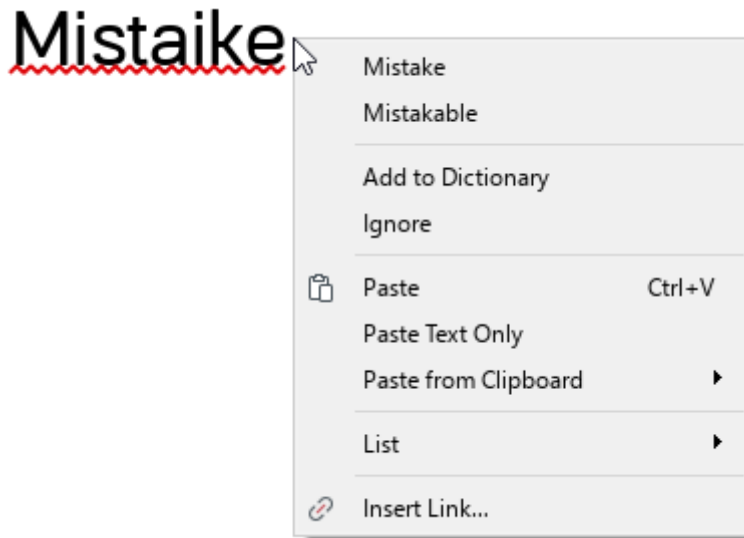 Mistaike
Mistake
Mistakable
Add to Dictionary
Ignore
Paste Ctrl+V
Paste Text Only
Paste from Clipboard
List
Insert Link...